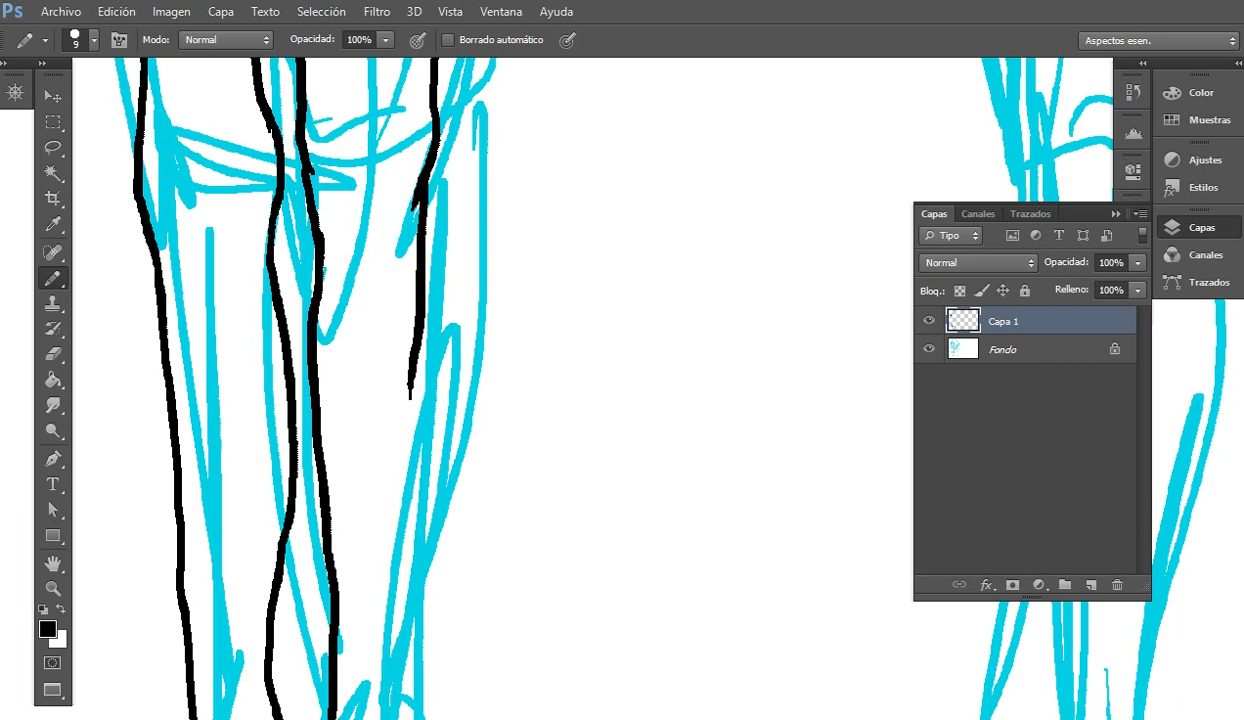 Ps Archivo Edición Imagen Capa Texto Selección Filtro 3D Vista Ventana Ayuda
9 Modo: Normal Opacidad: 100% Borrado automático Aspectos esen.
Color
Muestras
Ajustes
Estilos
Capas
Canales
Trazados
Capas Canales Trazados
Tipo T
Normal Opacidad: 100%
Bloq.: Relleno: 100%
Capa 1
Fondo
fx
T